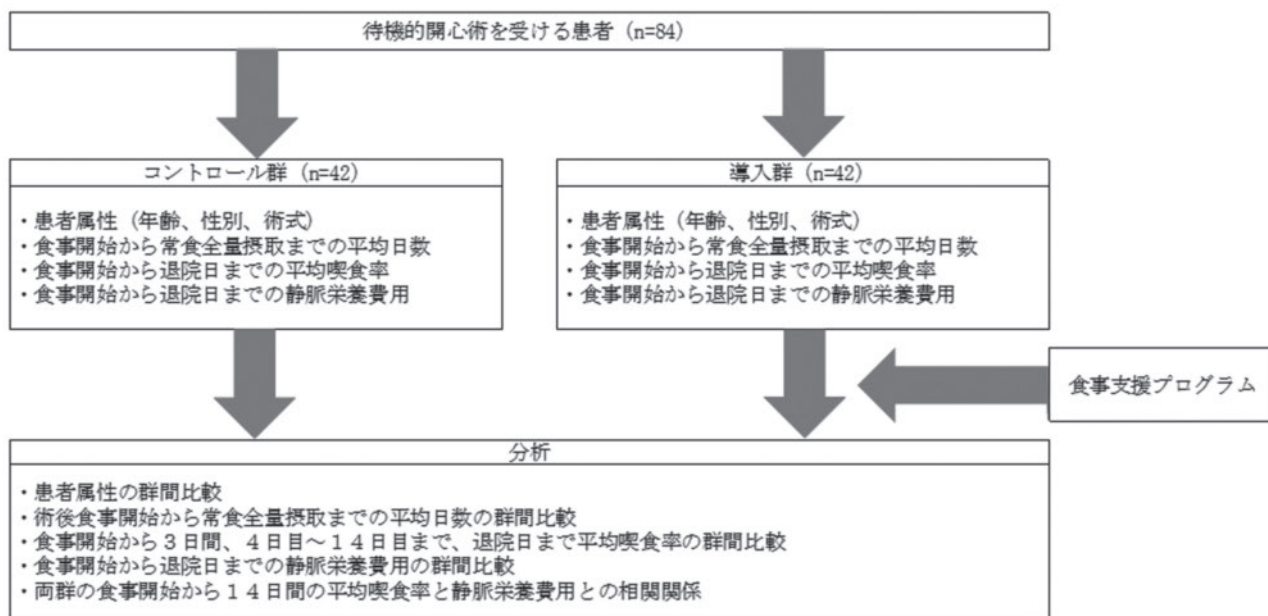 待機的開心術を受ける患者（n=84）
コントロール群（n=42）
・患者属性（年齢、性別、術式）
・食事開始から常食全量摂取までの平均日数
・食事開始から退院日までの平均喫食率
・食事開始から退院日までの静脈栄養費用
導入群（n=42）
・患者属性（年齢、性別、術式）
・食事開始から常食全量摂取までの平均日数
・食事開始から退院日までの平均喫食率
・食事開始から退院日までの静脈栄養費用
食事支援プログラム
分析
・患者属性の群間比較
・術後食事開始から常食全量摂取までの平均日数の群間比較
・食事開始から３日間、４日目～１４日目まで、退院日まで平均喫食率の群間比較
・食事開始から退院日までの静脈栄養費用の群間比較
・両群の食事開始から１４日間の平均喫食率と静脈栄養費用との相関関係